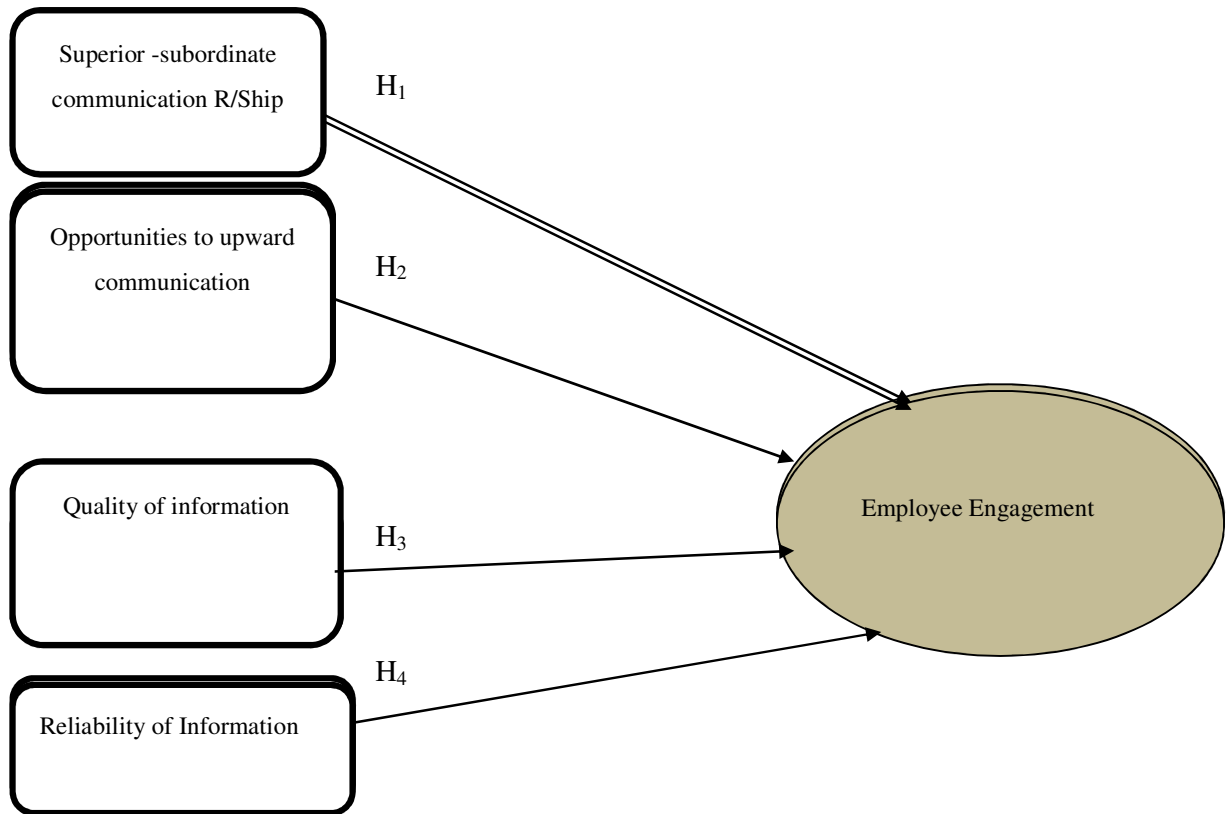 Superior -subordinate
communication R/Ship
H₁
Opportunities to upward
communication
H₂
Quality of information
H₃
Employee Engagement
H₄
Reliability of Information